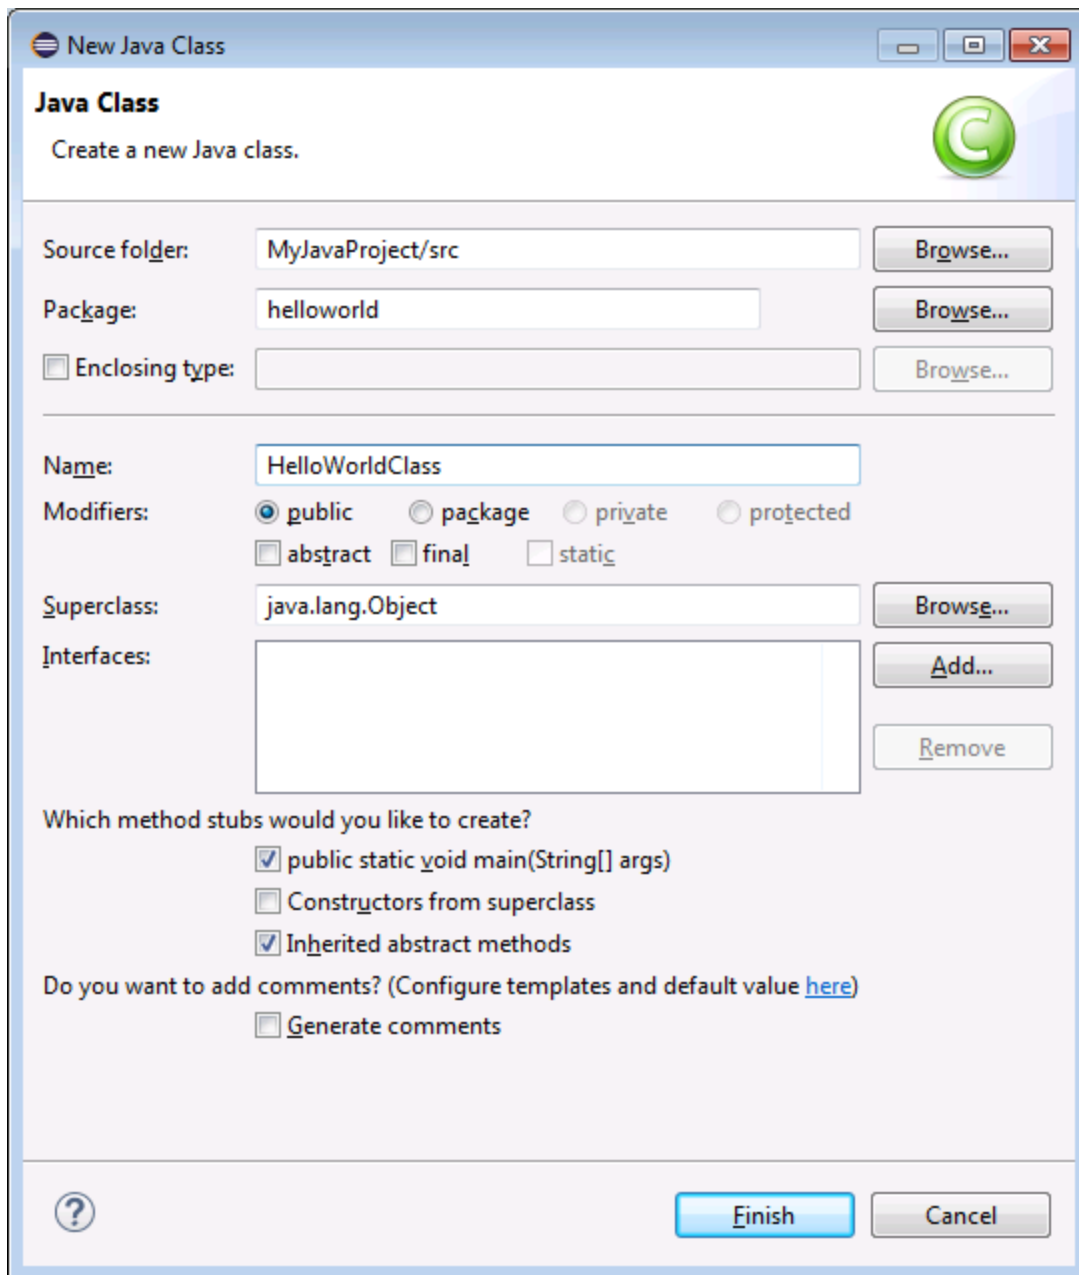 New Java Class
Java Class
Create a new Java class.
Source folder: MyJavaProject/src Browse...
Package: helloworld Browse...
Enclosing type: Browse...
Name: HelloWorldClass
Modifiers: public package private protected
abstract final static
Superclass: java.lang.Object Browse...
Interfaces: Add...
Remove
Which method stubs would you like to create?
public static void main(String[] args)
Constructors from superclass
Inherited abstract methods
Do you want to add comments? (Configure templates and default value here)
Generate comments
? Finish Cancel